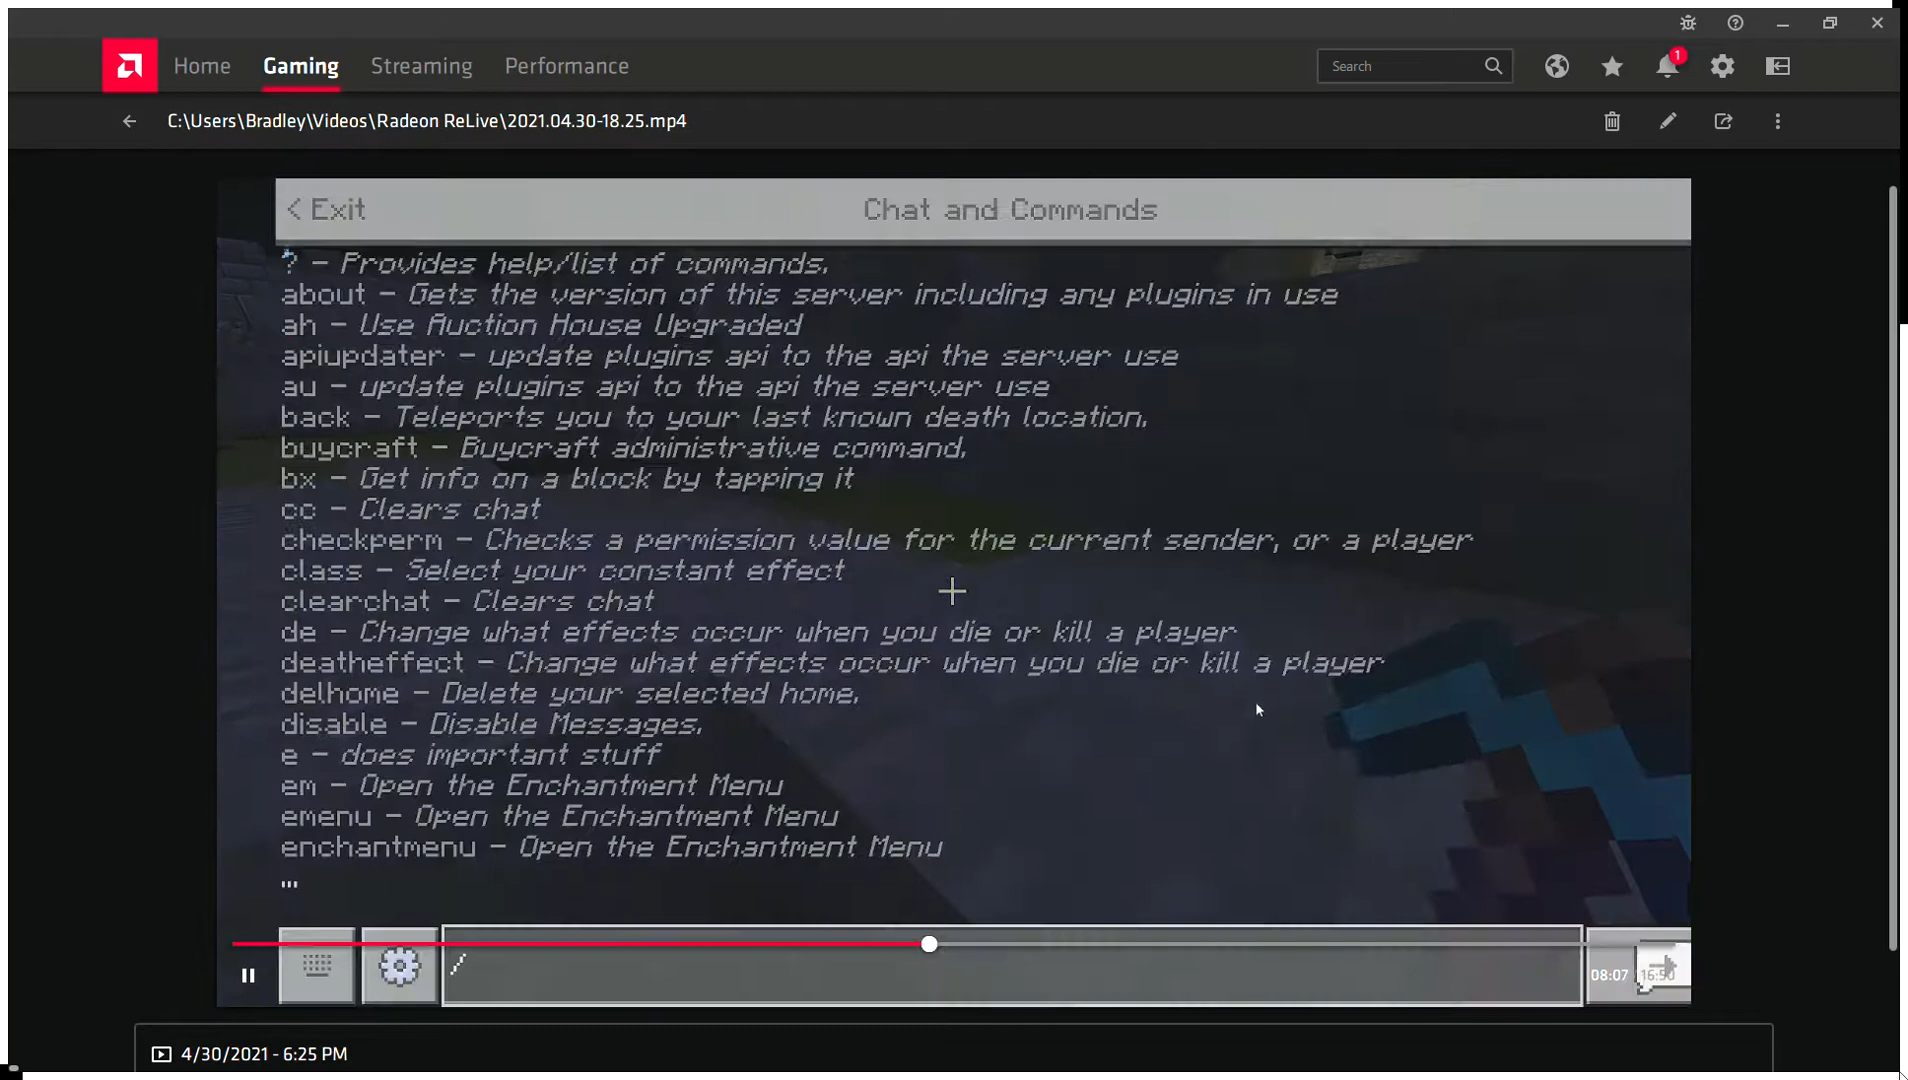 Home Gaming Streaming Performance Search 1
C:\Users\Bradley\Videos\Radeon ReLive\2021.04.30-18.25.mp4
< Exit Chat and Commands
? - Provides help/list of commands.
about - Gets the version of this server including any plugins in use
ah - Use Auction House Upgraded
apiupdater - update plugins api to the api the server use
au - update plugins api to the api the server use
back - Teleports you to your last known death location.
buycraft - Buycraft administrative command.
bx - Get info on a block by tapping it
cc - Clears chat
checkperm - Checks a permission value for the current sender, or a player
class - Select your constant effect
clearchat - Clears chat
de - Change what effects occur when you die or kill a player
deatheffect - Change what effects occur when you die or kill a player
delhome - Delete your selected home.
disable - Disable Messages.
e - does important stuff
em - Open the Enchantment Menu
emenu - Open the Enchantment Menu
enchantmenu - Open the Enchantment Menu
...
/
08:07 / 16:50
4/30/2021 - 6:25 PM